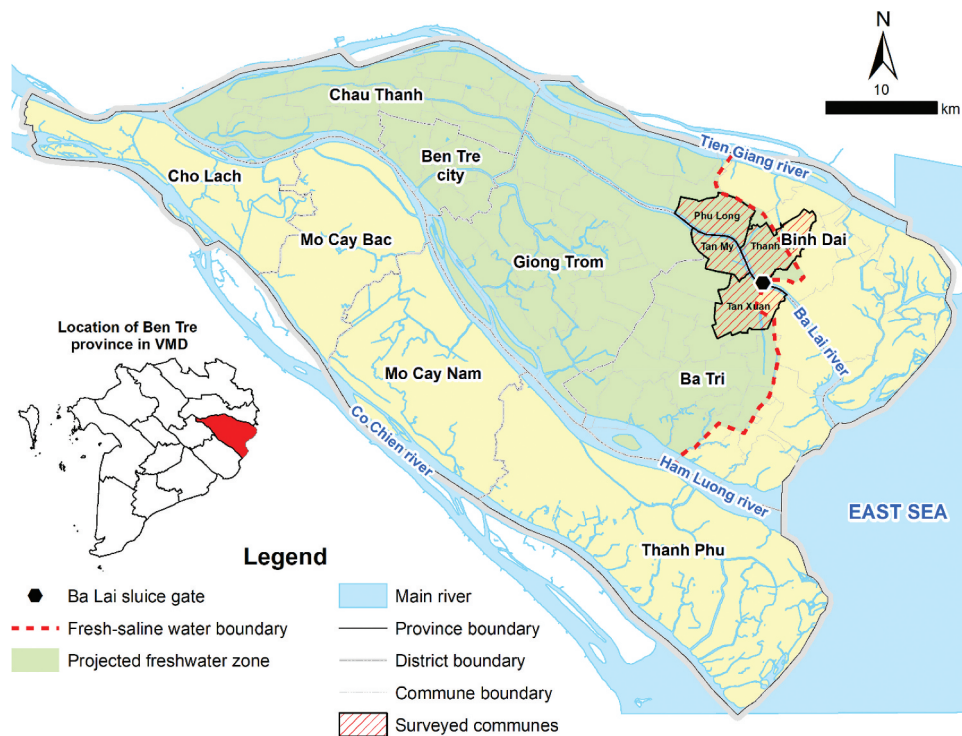 N
10
km
Chau Thanh
Tien Giang river
Ben Tre
city
Cho Lach
Phu Long
Mo Cay Bac
Binh Dai
Tan My
Thanh
Giong Trom
Tan Xuan
Ba Lai river
Location of Ben Tre
province in VMD
Mo Cay Nam
Ba Tri
Co Chien river
Ham Luong river
EAST SEA
Thanh Phu
Legend
Ba Lai sluice gate
Fresh-saline water boundary
Projected freshwater zone
Main river
Province boundary
District boundary
Commune boundary
Surveyed communes